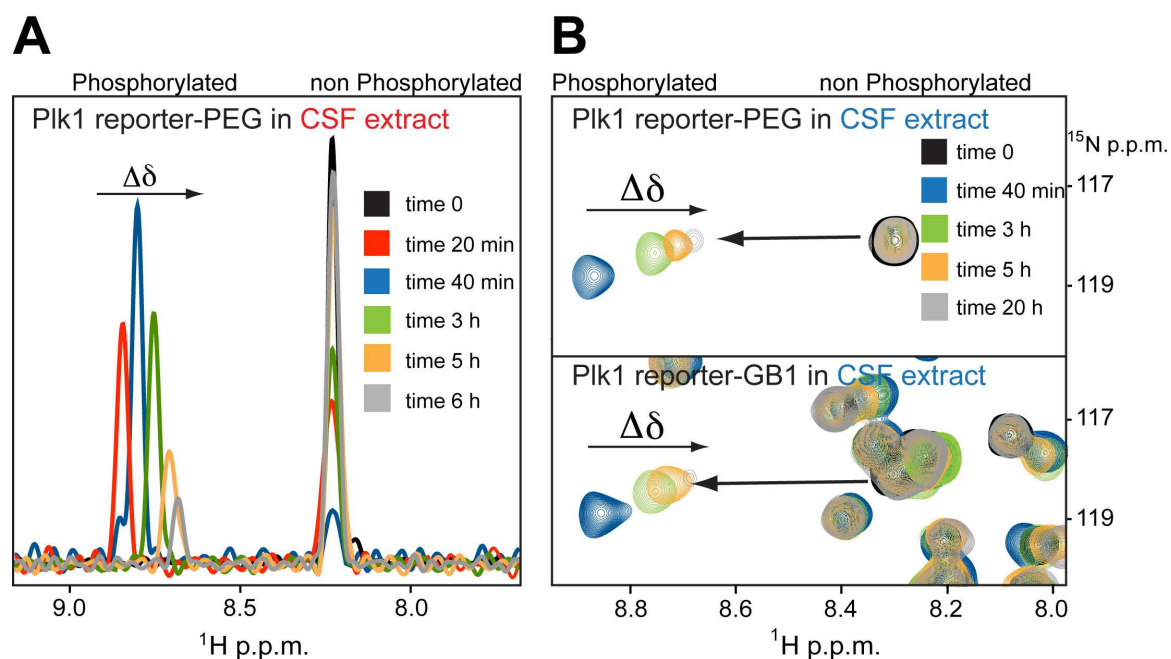 A
Phosphorylated non Phosphorylated
Plk1 reporter-PEG in CSF extract
Δδ
time 0
time 20 min
time 40 min
time 3 h
time 5 h
time 6 h
9.0 8.5 8.0
¹H p.p.m.
B
Phosphorylated non Phosphorylated
Plk1 reporter-PEG in CSF extract
¹⁵N p.p.m.
Δδ
time 0
time 40 min
time 3 h
time 5 h
time 20 h
117
119
Plk1 reporter-GB1 in CSF extract
Δδ
117
119
8.8 8.6 8.4 8.2 8.0
¹H p.p.m.